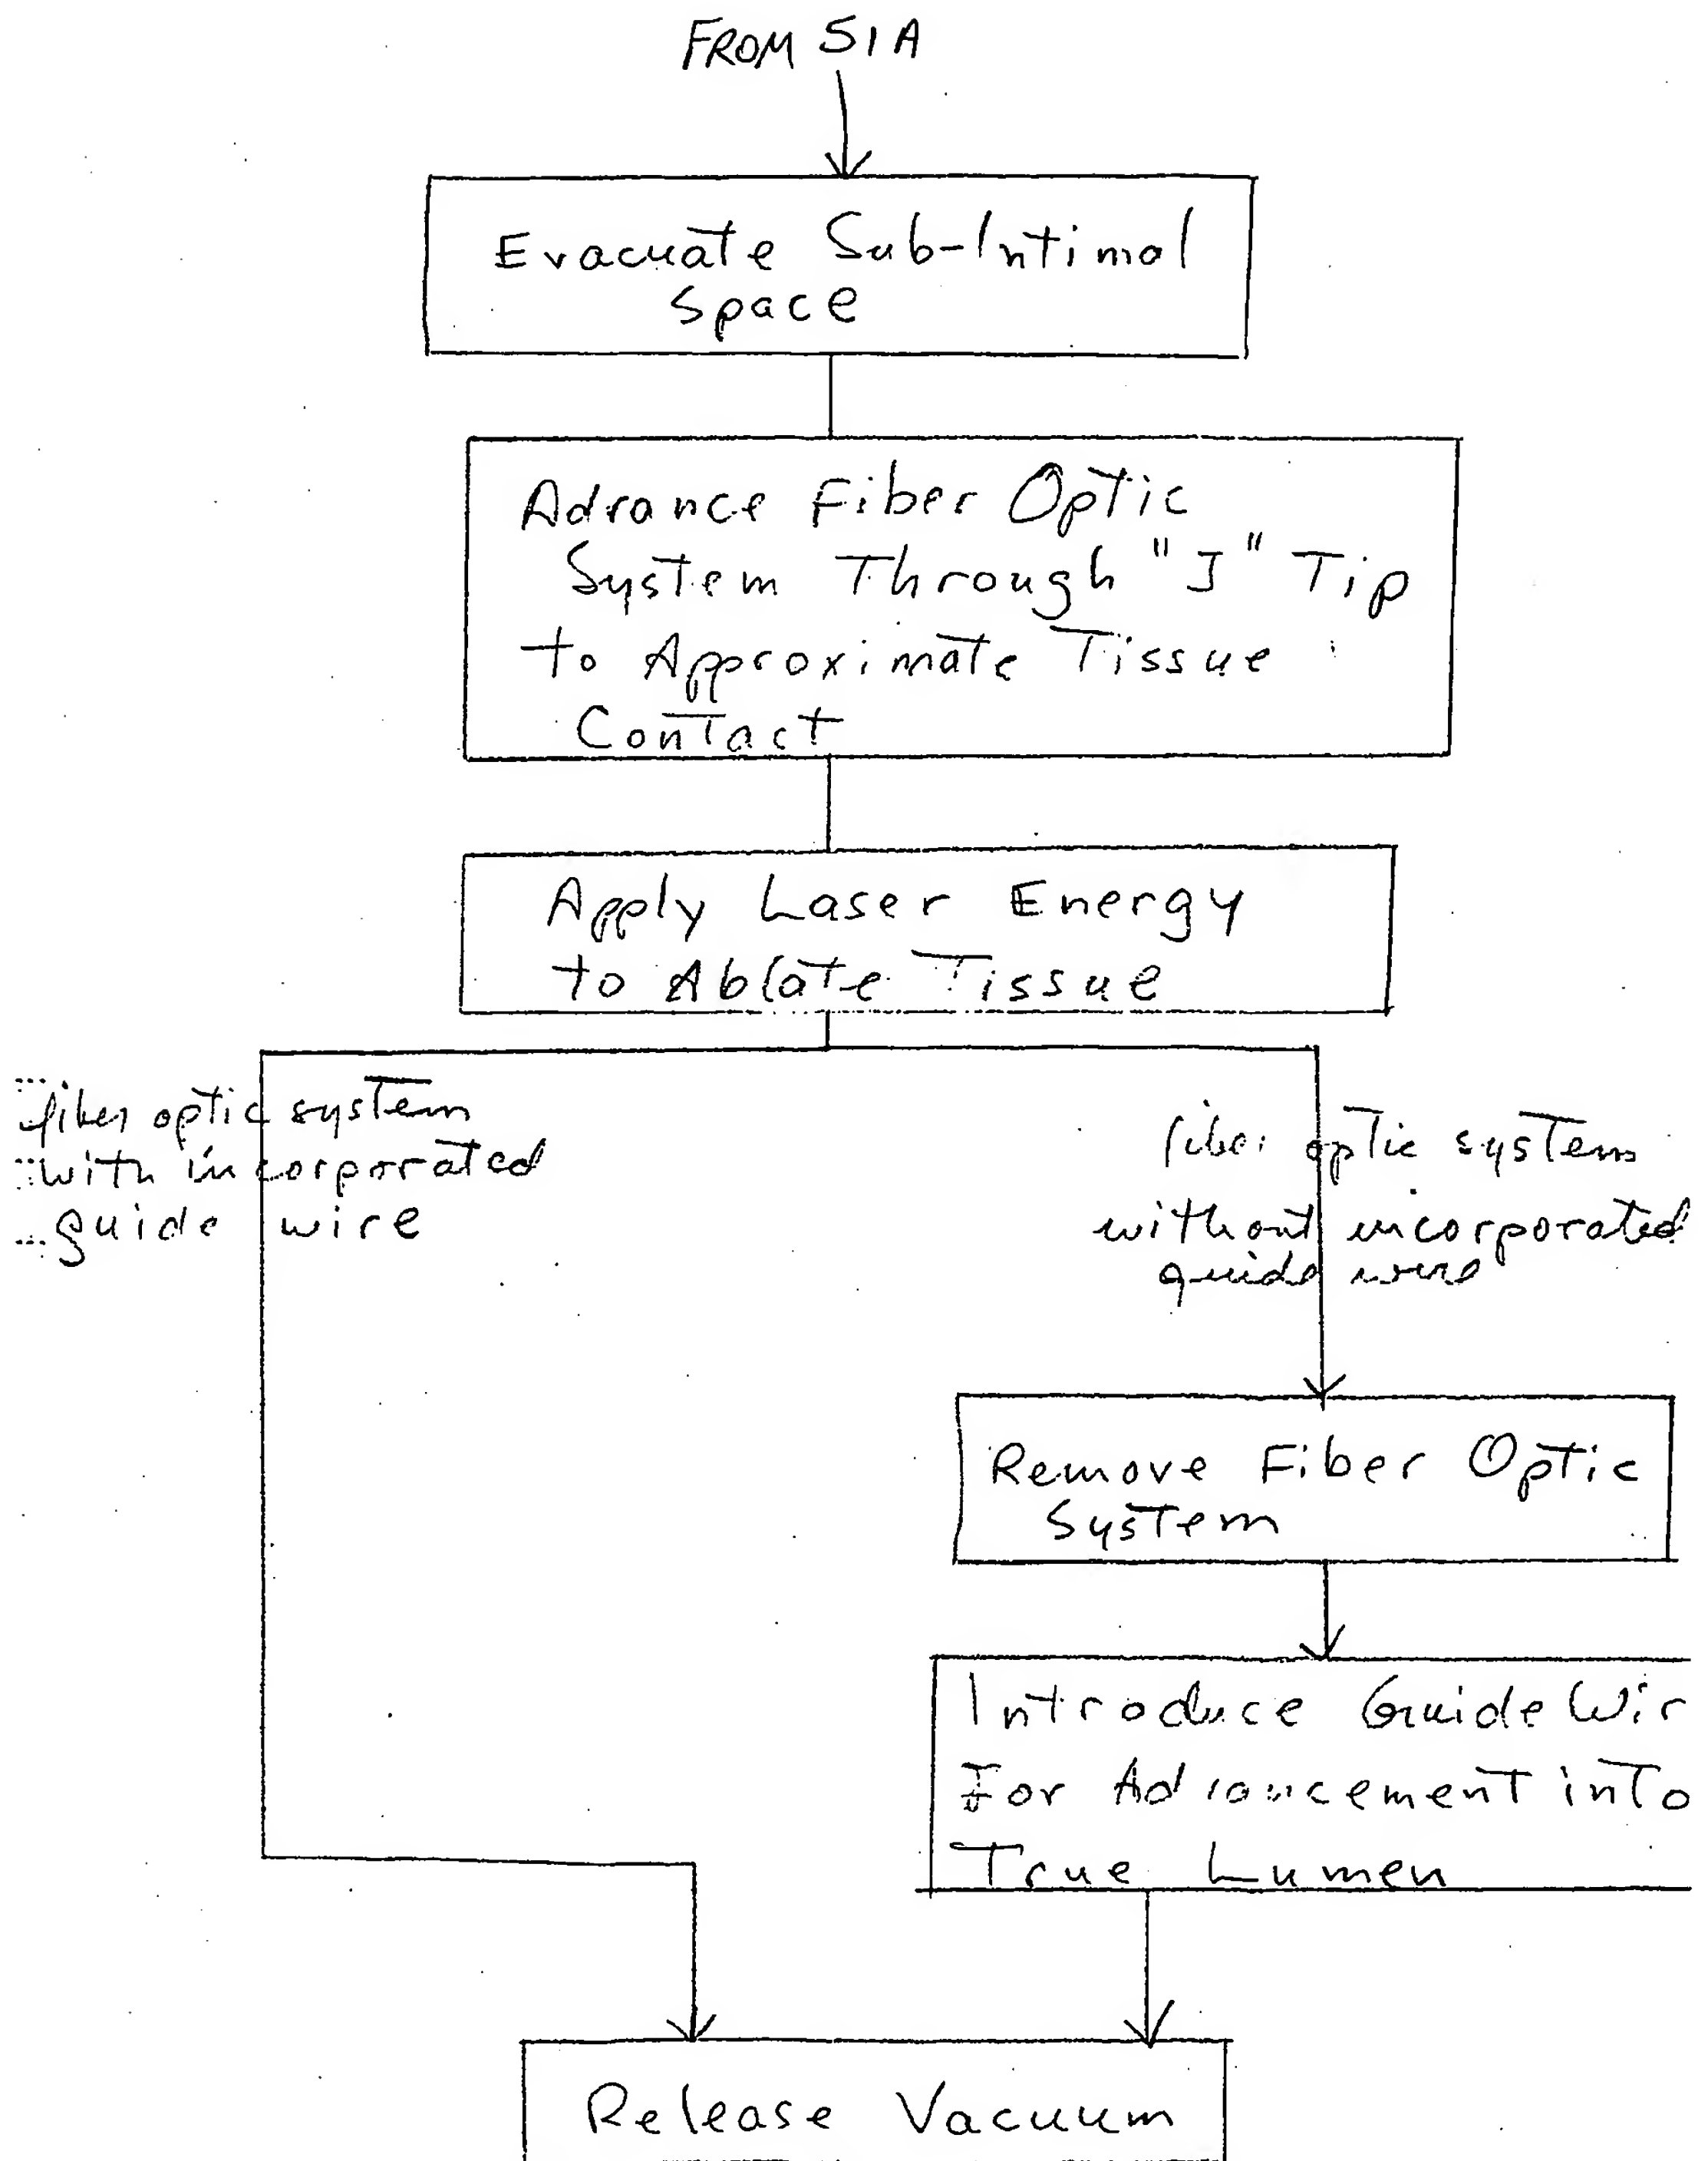 FROM 51A
Evacuate Sub-Intimal
Space
Advance Fiber Optic
System Through "J" Tip
to Approximate Tissue
Contact
Apply Laser Energy
to Ablate Tissue
fiber optic system
with incorporated
guide wire
fiber optic system
without incorporated
guide wire
Remove Fiber Optic
System
Introduce Guide Wir
For Advancement into
True Lumen
Release Vacuum